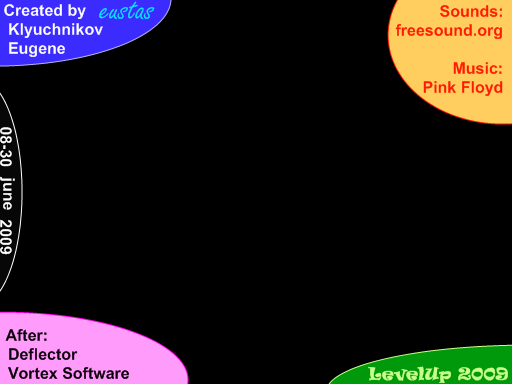 Created by eustas
Klyuchnikov
Eugene
Sounds:
freesound.org
Music:
Pink Floyd
08-30 june 2009
After:
Deflector
Vortex Software
LevelUp 2009